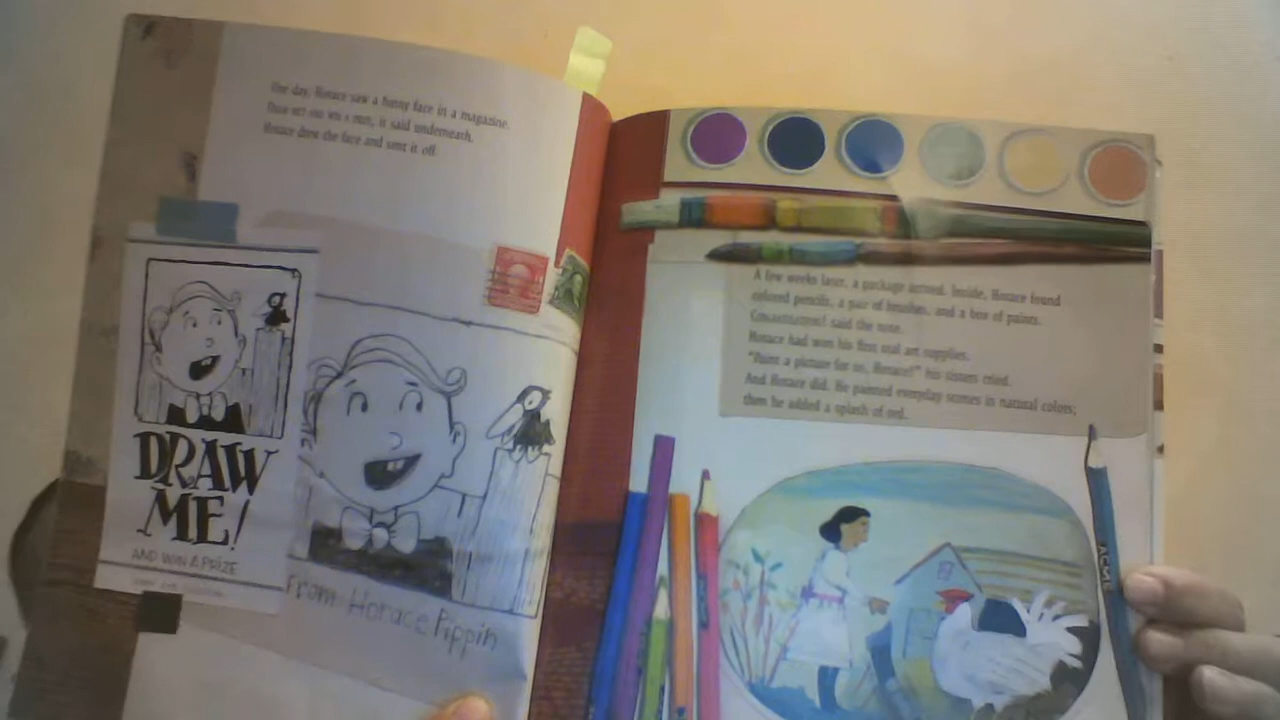 One day, Horace saw a funny face in a magazine.
DRAW ME AND WIN A PRIZE, it said underneath.
Horace drew the face and sent it off.
DRAW
ME!
AND WIN A PRIZE
From Horace Pippin
A few weeks later, a package arrived. Inside, Horace found
colored pencils, a pair of brushes, and a box of paints.
CONGRATULATIONS! said the note.
Horace had won his first real art supplies.
"Paint a picture for us, Horace!" his sisters cried.
And Horace did. He painted everyday scenes in natural colors;
then he added a splash of red.